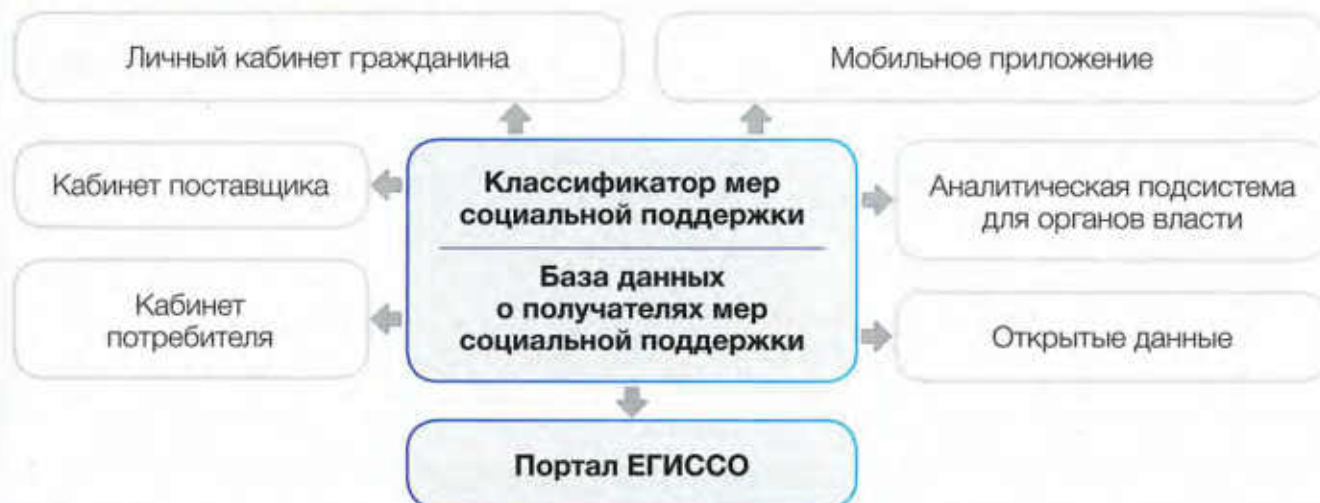 Личный кабинет гражданина
Мобильное приложение
Кабинет поставщика
Классификатор мер
социальной поддержки
Аналитическая подсистема
для органов власти
База данных
о получателях мер
социальной поддержки
Кабинет
потребителя
Открытые данные
Портал ЕГИССО